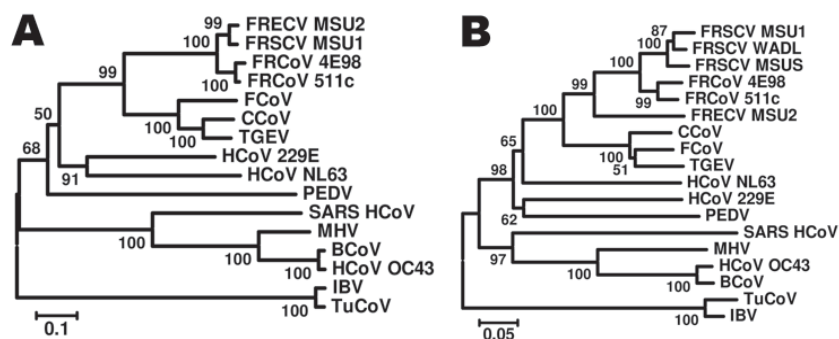 A
99
FRECV MSU2
FRSCV MSU1
100
FRCoV 4E98
99
FRCoV 511c
100
FCoV
50
CCoV
100
100
TGEV
68
HCoV 229E
91
HCoV NL63
PEDV
SARS HCoV
100
MHV
BCoV
100
HCoV OC43
100
IBV
100
TuCoV
0.1
B
87
FRSCV MSU1
100
FRSCV WADL
100
FRSCV MSUS
99
FRCoV 4E98
99
FRCoV 511c
100
FRECV MSU2
CCoV
65
100
FCoV
51
TGEV
98
HCoV NL63
HCoV 229E
62
PEDV
SARS HCoV
97
MHV
100
HCoV OC43
100
BCoV
TuCoV
100
IBV
0.05